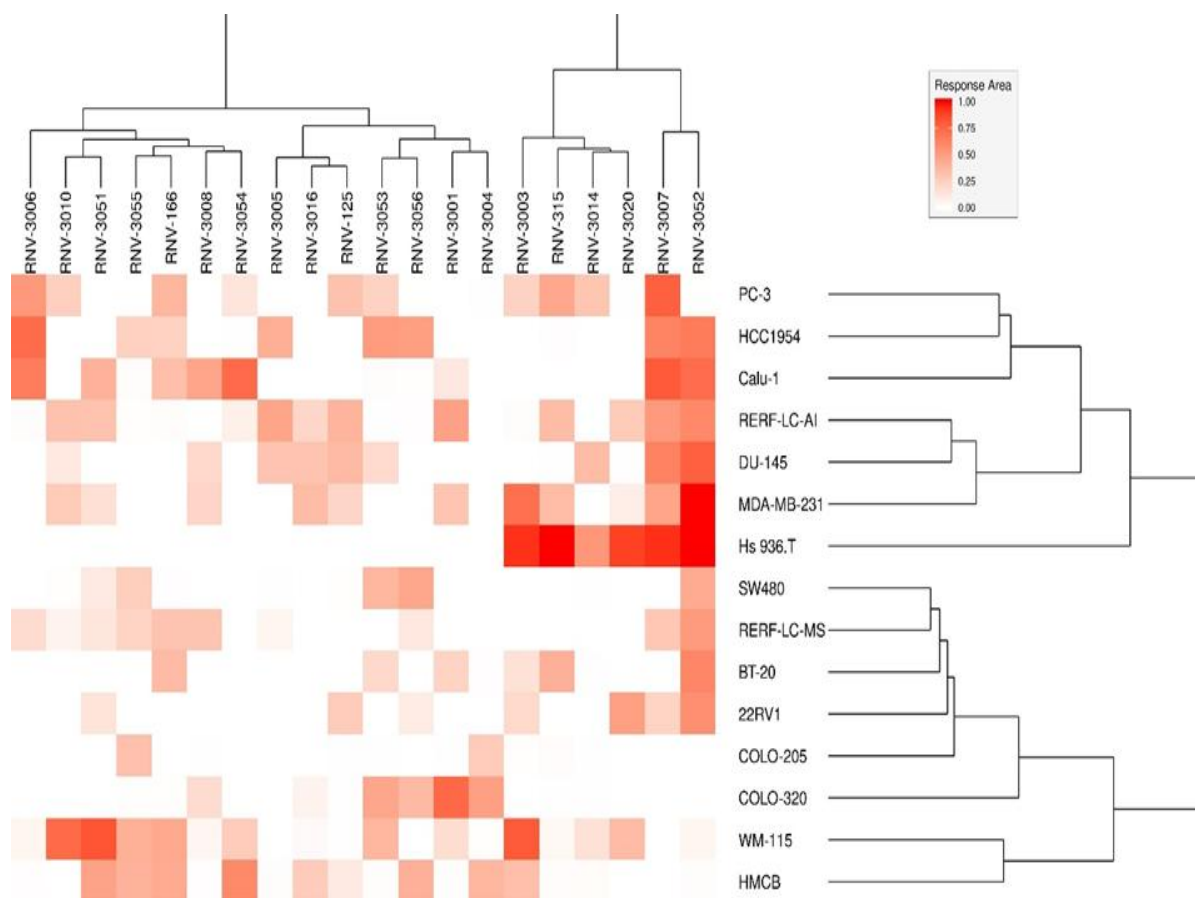 Response Area
1.00
0.75
0.50
0.25
0.00
RNV-3006
RNV-3010
RNV-3051
RNV-3055
RNV-166
RNV-3008
RNV-3054
RNV-3005
RNV-3016
RNV-125
RNV-3053
RNV-3056
RNV-3001
RNV-3004
RNV-3003
RNV-315
RNV-3014
RNV-3020
RNV-3007
RNV-3052
PC-3
HCC1954
Calu-1
RERF-LC-AI
DU-145
MDA-MB-231
Hs 936.T
SW480
RERF-LC-MS
BT-20
22RV1
COLO-205
COLO-320
WM-115
HMCB